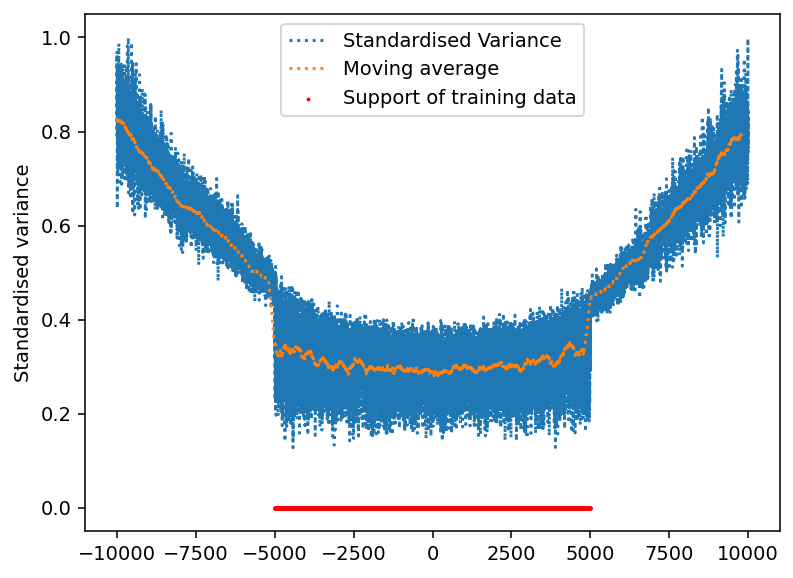 Standardised Variance
Moving average
Support of training data
Standardised variance
1.0
0.8
0.6
0.4
0.2
0.0
−10000 −7500 −5000 −2500 0 2500 5000 7500 10000